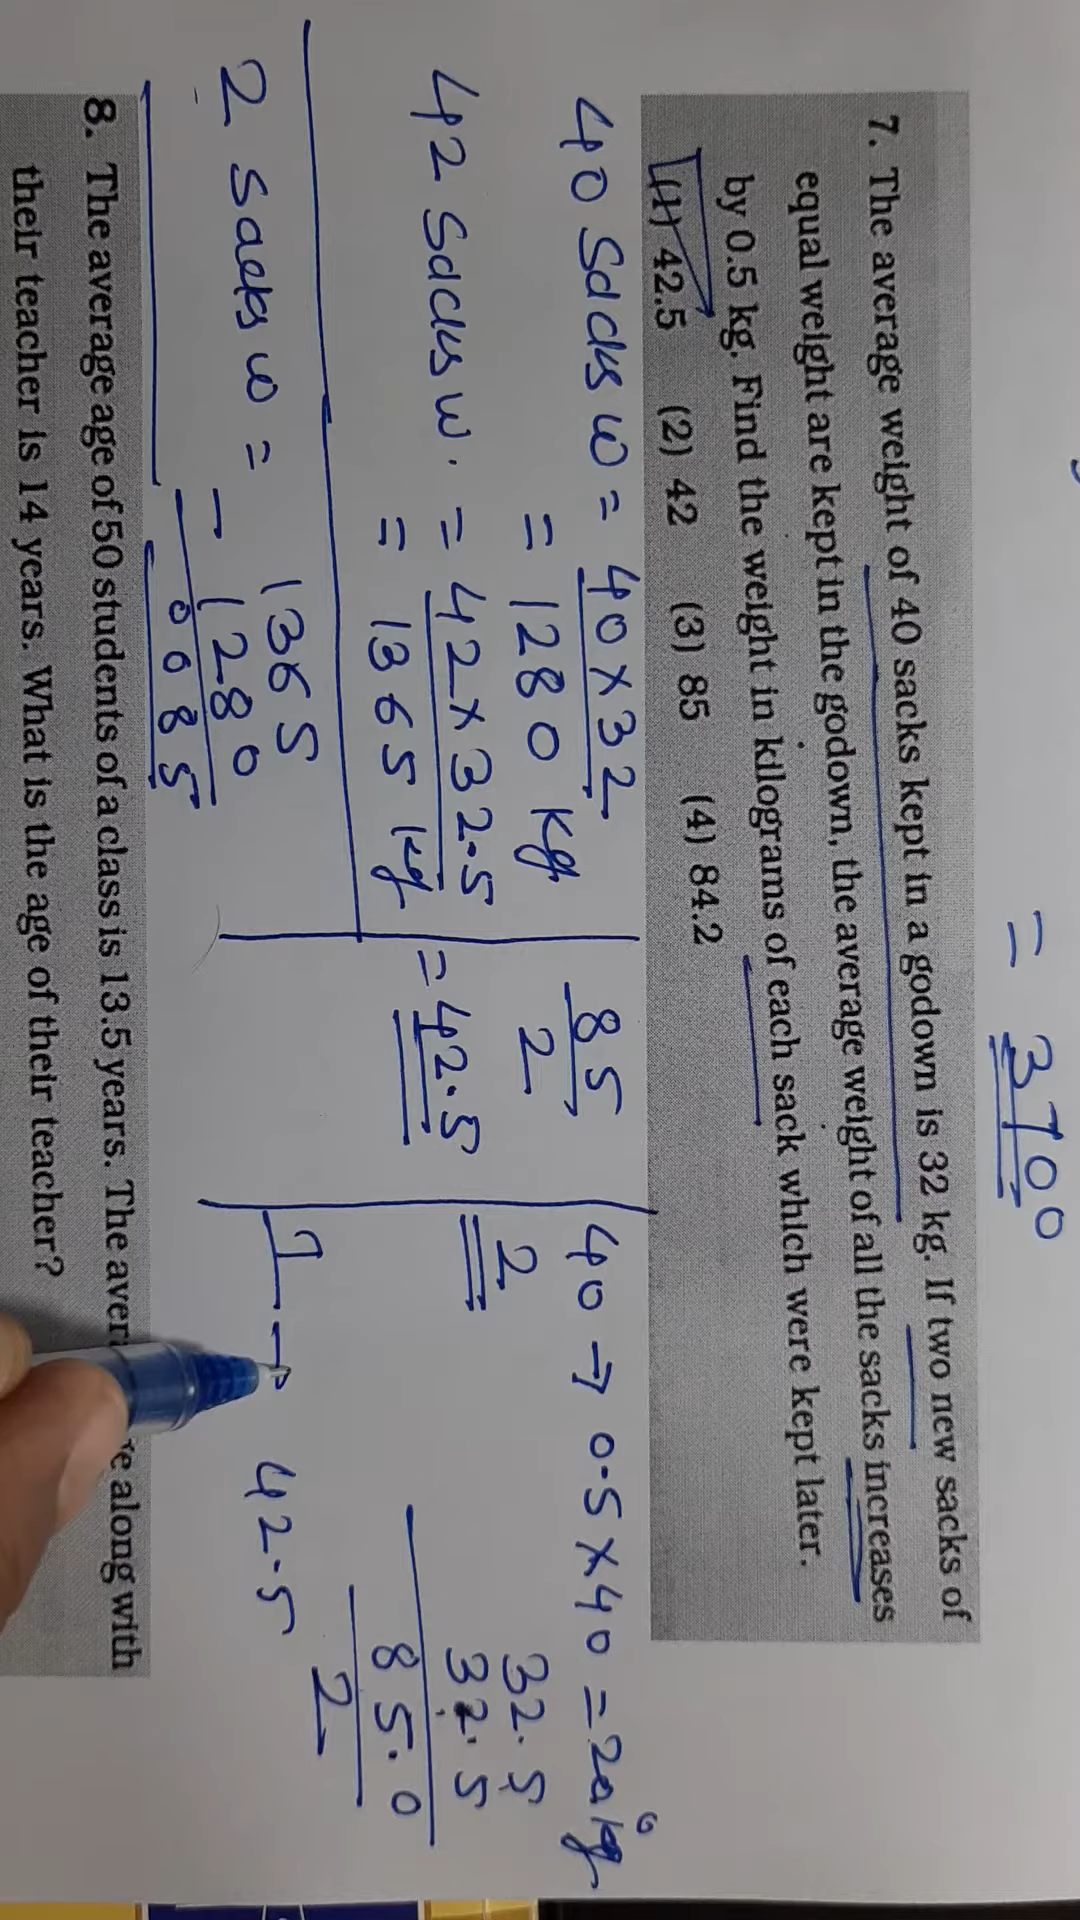 = 3700
7. The average weight of 40 sacks kept in a godown is 32 kg. If two new sacks of
equal weight are kept in the godown, the average weight of all the sacks increases
by 0.5 kg. Find the weight in kilograms of each sack which were kept later.
(1) 42.5 (2) 42 (3) 85 (4) 84.2
40 Sacks w = 40 x 32
= 1280 kg
42 Sacks w. = 42 x 32.5
= 1365 kg
2 Sacks w = 1365
- 1280
0085
85
2
= 42.5
40 → 0.5 x 40 = 20 kg
2
32.5
32.5
85.0
2
1 → 42.5
8. The average age of 50 students of a class is 13.5 years. The along with
their teacher is 14 years. What is the age of their teacher?